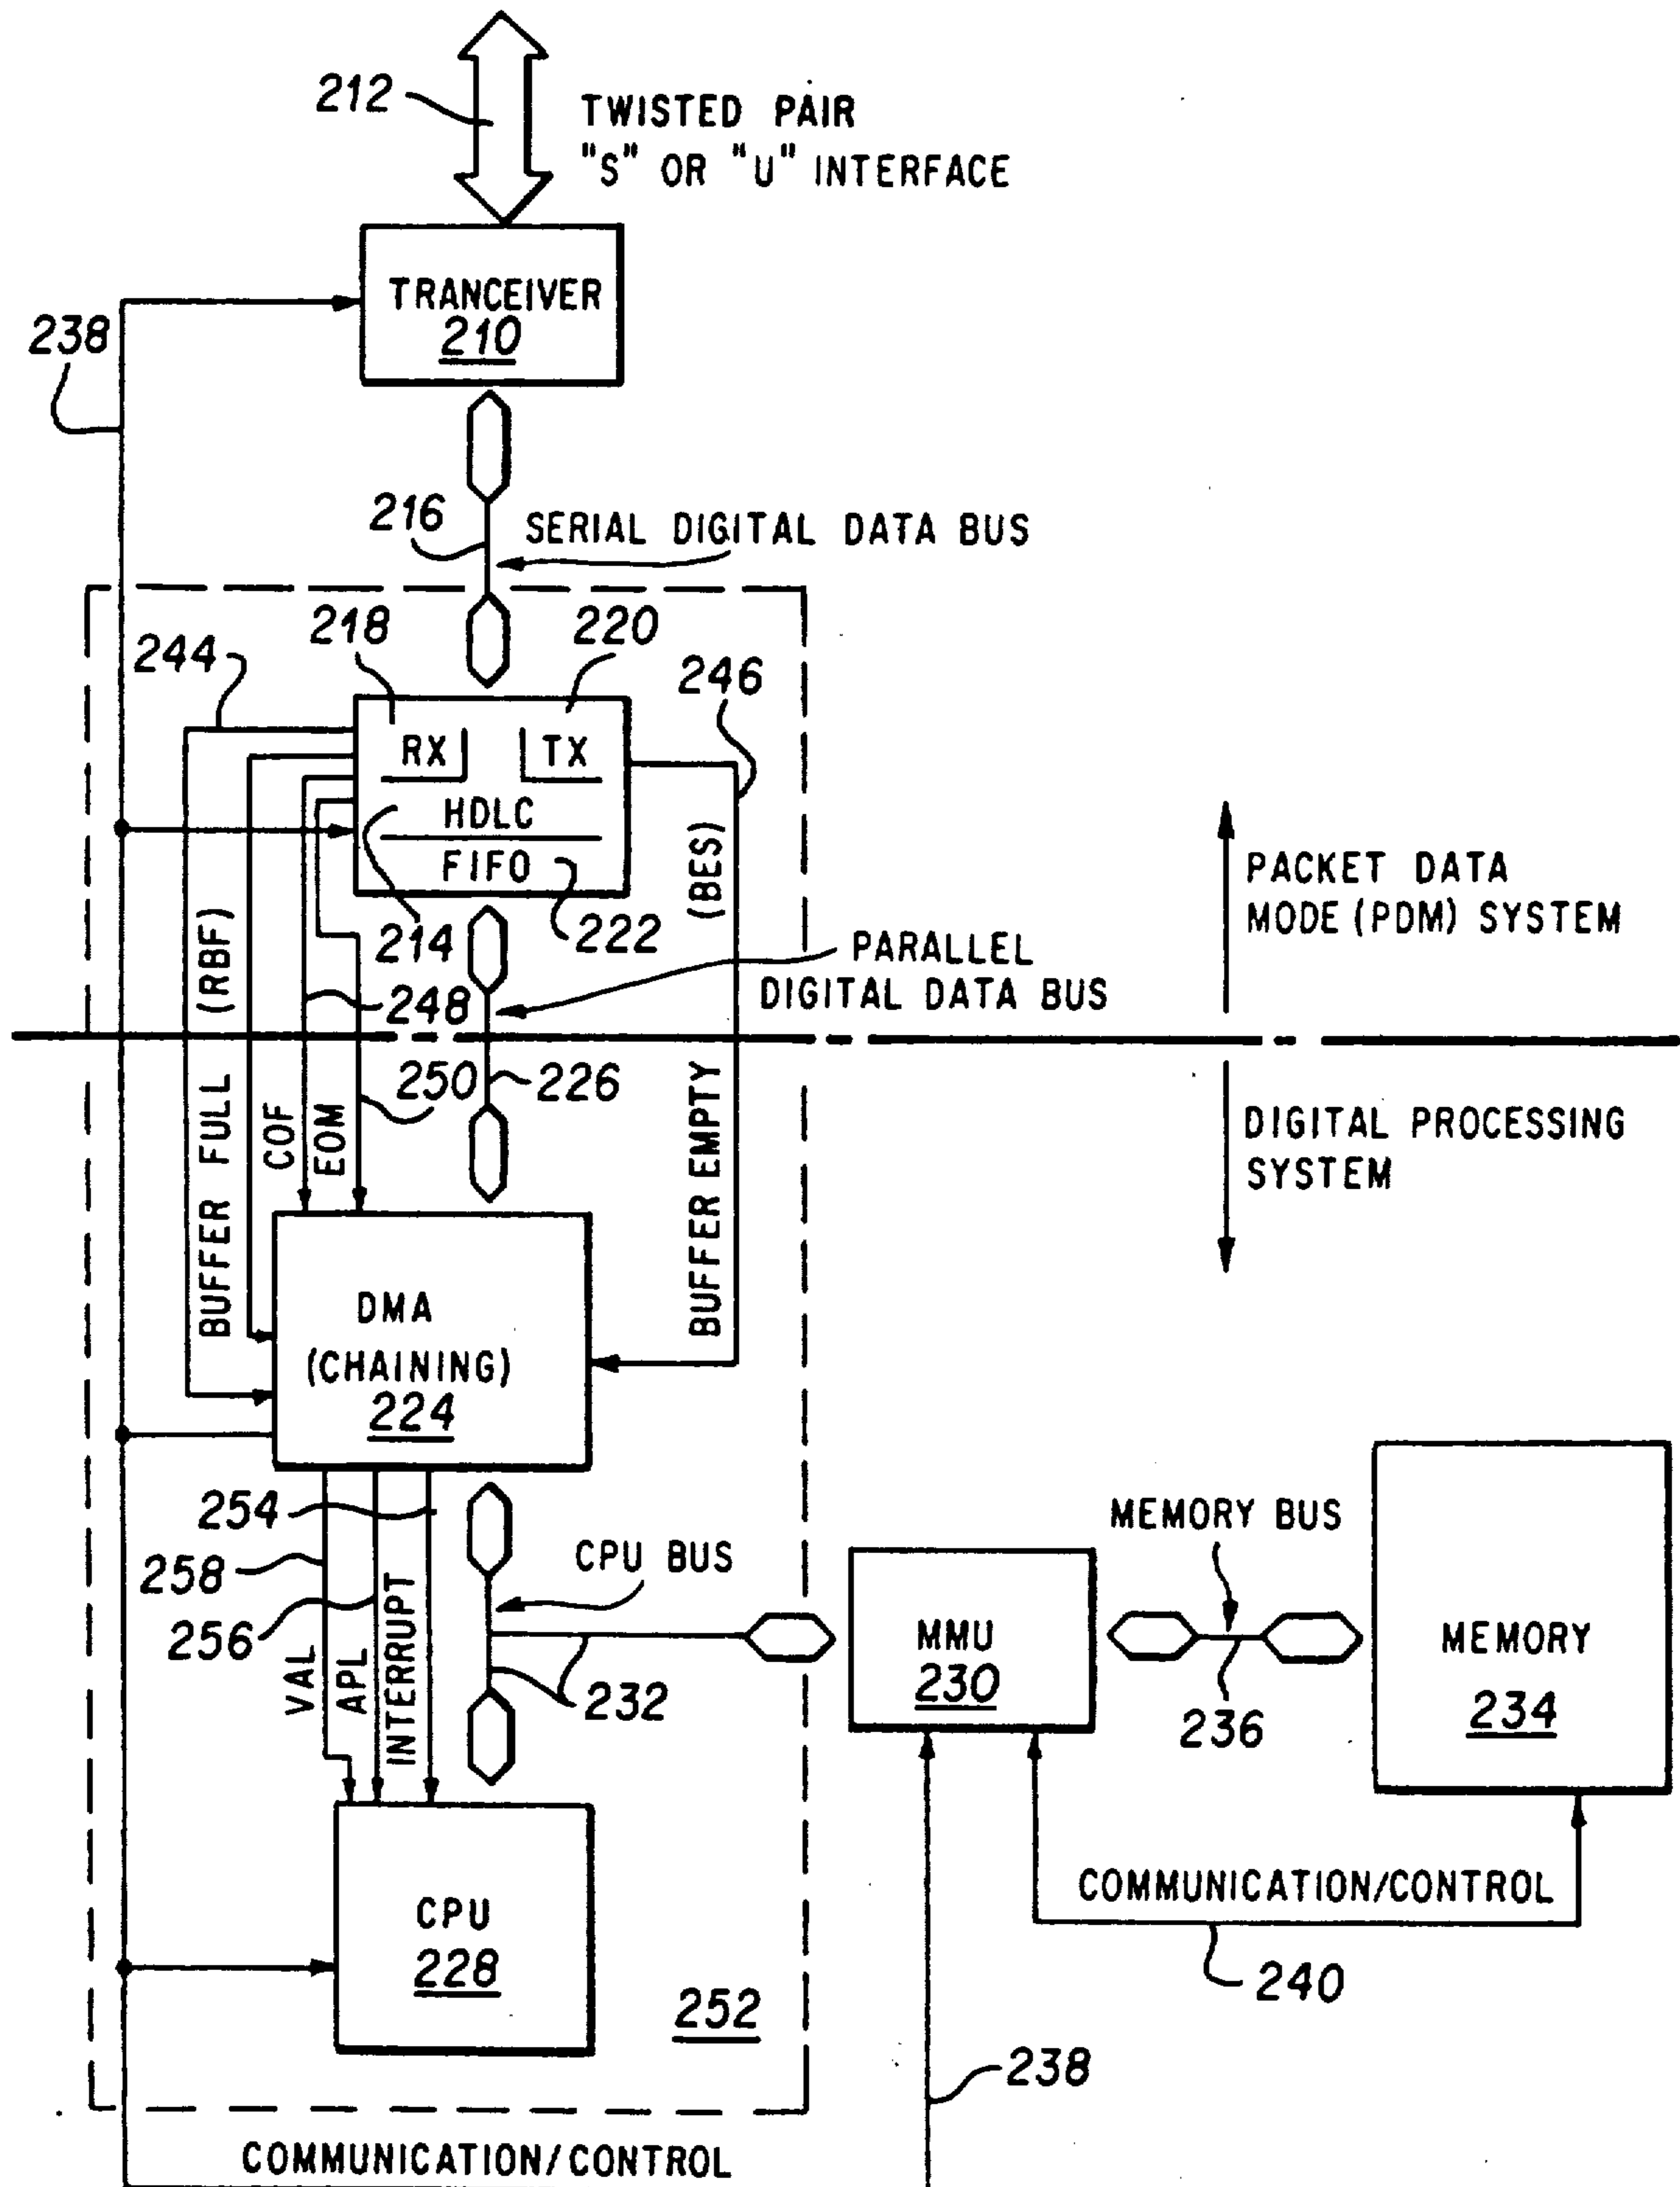 212
TWISTED PAIR
"S" OR "U" INTERFACE
TRANCEIVER
210
238
216
SERIAL DIGITAL DATA BUS
218
220
244
246
RX
TX
HDLC
FIFO
214
222
(BES)
BUFFER EMPTY
(RBF)
BUFFER FULL
248
PARALLEL
DIGITAL DATA BUS
PACKET DATA
MODE (PDM) SYSTEM
250
226
COF
EOM
DIGITAL PROCESSING
SYSTEM
DMA
(CHAINING)
224
254
258
256
VAL
APL
INTERRUPT
CPU BUS
232
MMU
230
MEMORY BUS
236
MEMORY
234
CPU
228
252
COMMUNICATION/CONTROL
240
238
COMMUNICATION/CONTROL